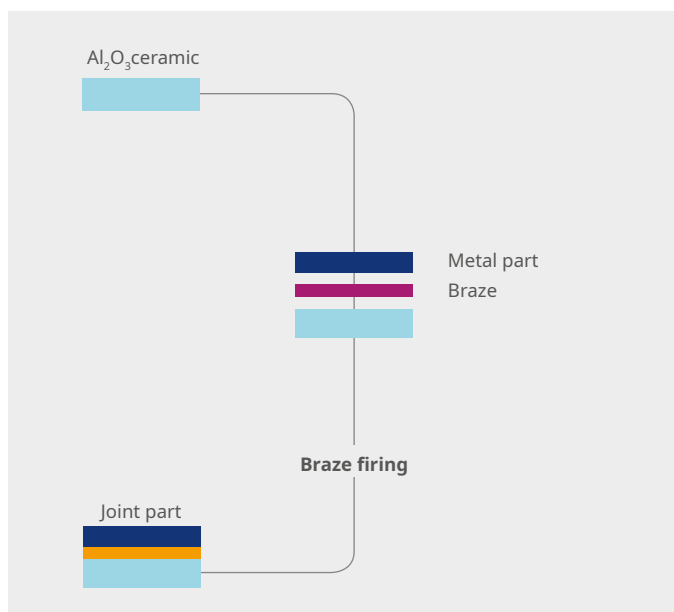 Al₂O₃ceramic
Metal part
Braze
Braze firing
Joint part